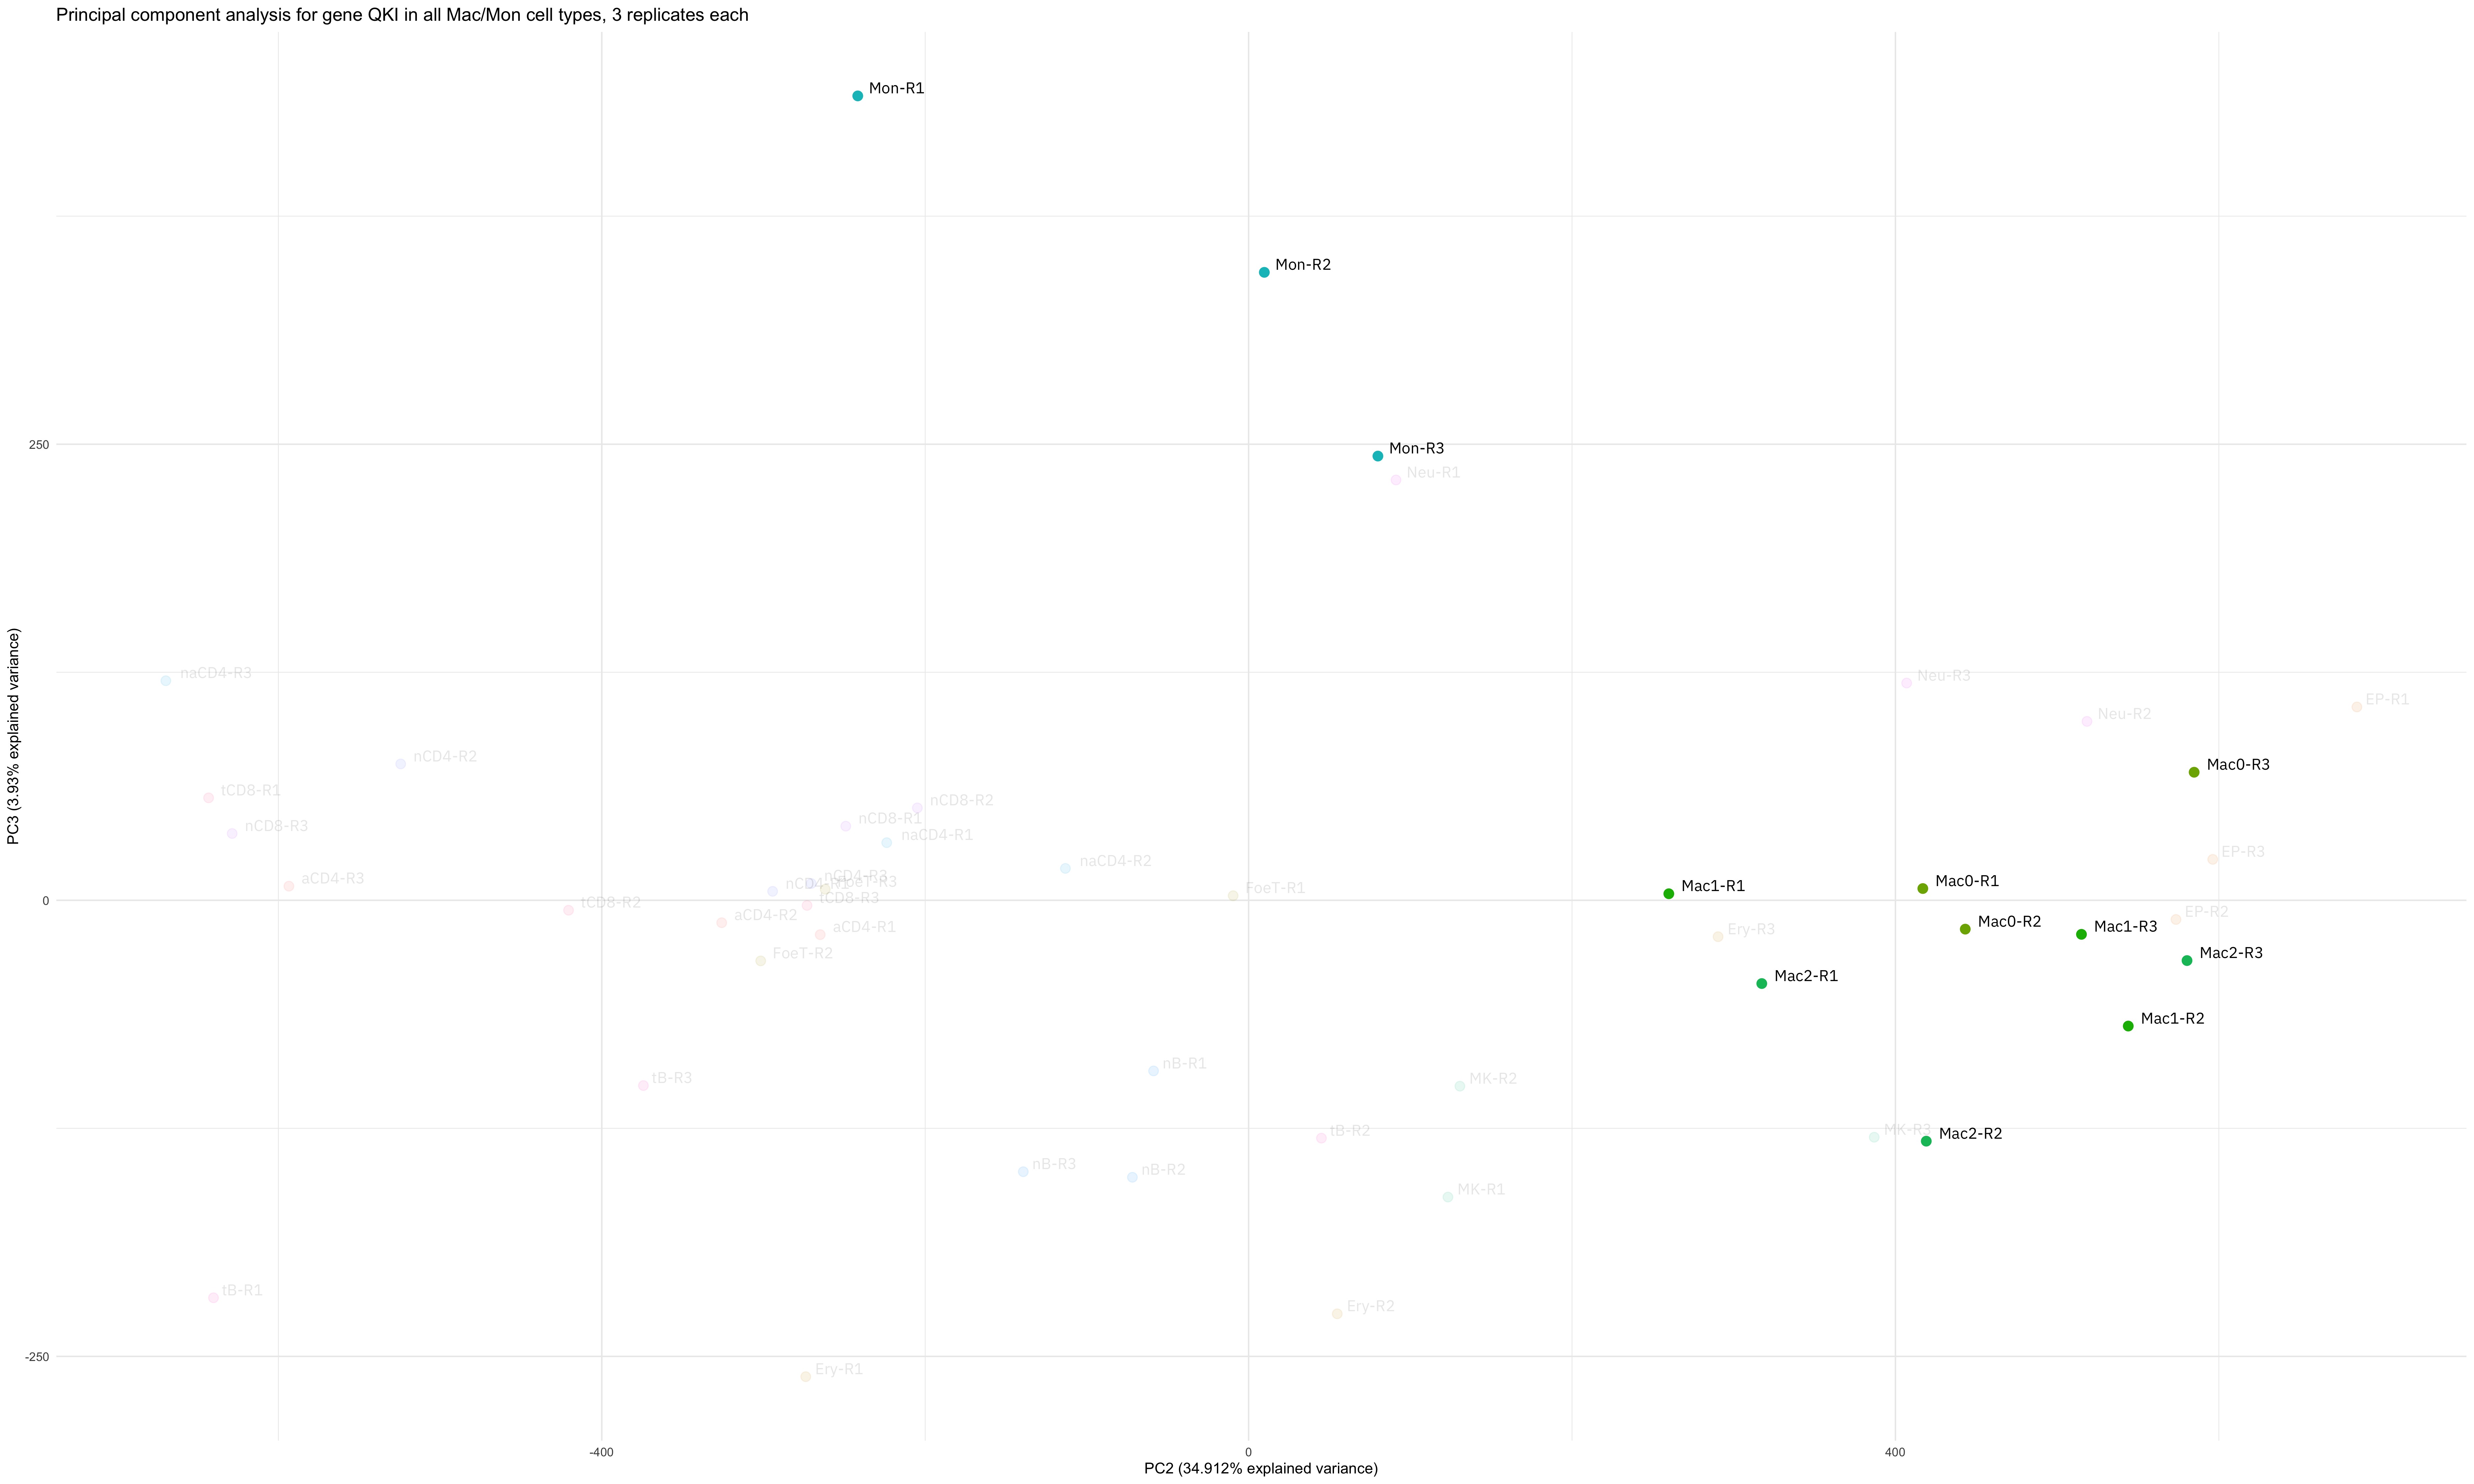 Principal component analysis for gene QKI in all Mac/Mon cell types, 3 replicates each
Mon-R1
Mon-R2
250
Mon-R3
Neu-R1
naCD4-R3
Neu-R3
EP-R1
Neu-R2
nCD4-R2
Mac0-R3
tCD8-R1
nCD8-R2
nCD8-R1
nCD8-R3
naCD4-R1
EP-R3
naCD4-R2
aCD4-R3
nCD4-R3
nCD4-R1
FoeT-R3
FoeT-R1
Mac1-R1
Mac0-R1
0
tCD8-R2
tCD8-R3
aCD4-R2
aCD4-R1
EP-R2
Mac0-R2
Mac1-R3
Ery-R3
FoeT-R2
Mac2-R3
Mac2-R1
Mac1-R2
nB-R1
tB-R3
MK-R2
tB-R2
MK-R3
Mac2-R2
nB-R3
nB-R2
MK-R1
tB-R1
Ery-R2
-250
Ery-R1
PC3 (3.93% explained variance)
-400
0
400
PC2 (34.912% explained variance)